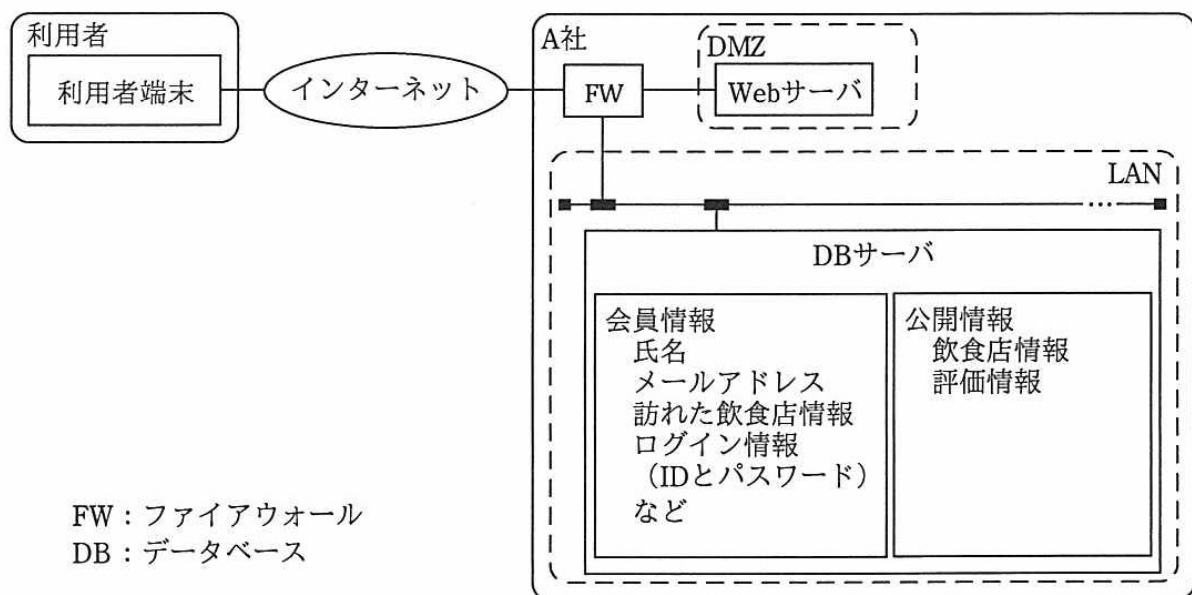 利用者
利用者端末
インターネット
A社
FW
DMZ
Webサーバ
LAN
…
DBサーバ
会員情報
氏名
メールアドレス
訪れた飲食店情報
ログイン情報
（IDとパスワード）
など
公開情報
飲食店情報
評価情報
FW：ファイアウォール
DB：データベース